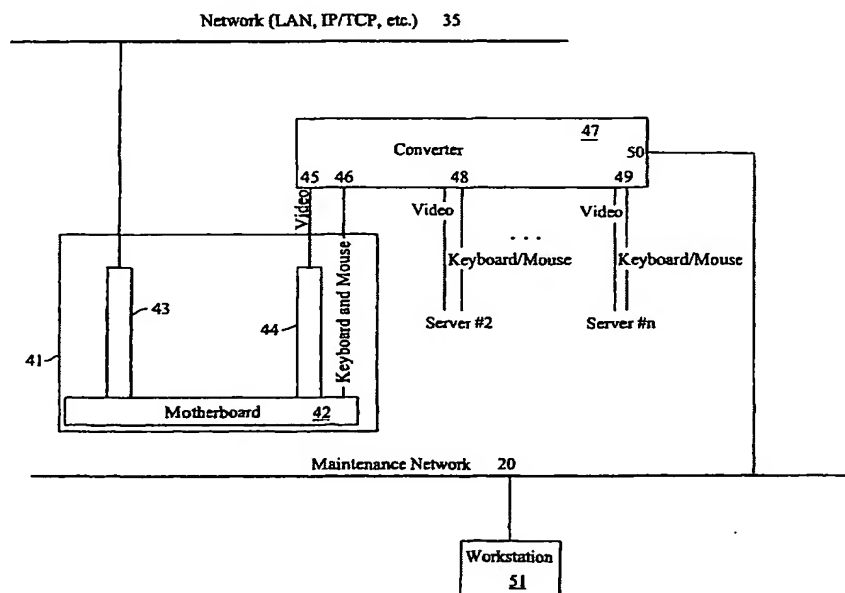 Network (LAN, IP/TCP, etc.) 35
47
Converter
50
45 46 48 49
Video
Keyboard and Mouse
Video
Video
. . .
Keyboard/Mouse
Keyboard/Mouse
Server #2
Server #n
43
44
41
Motherboard 42
Maintenance Network 20
Workstation
51